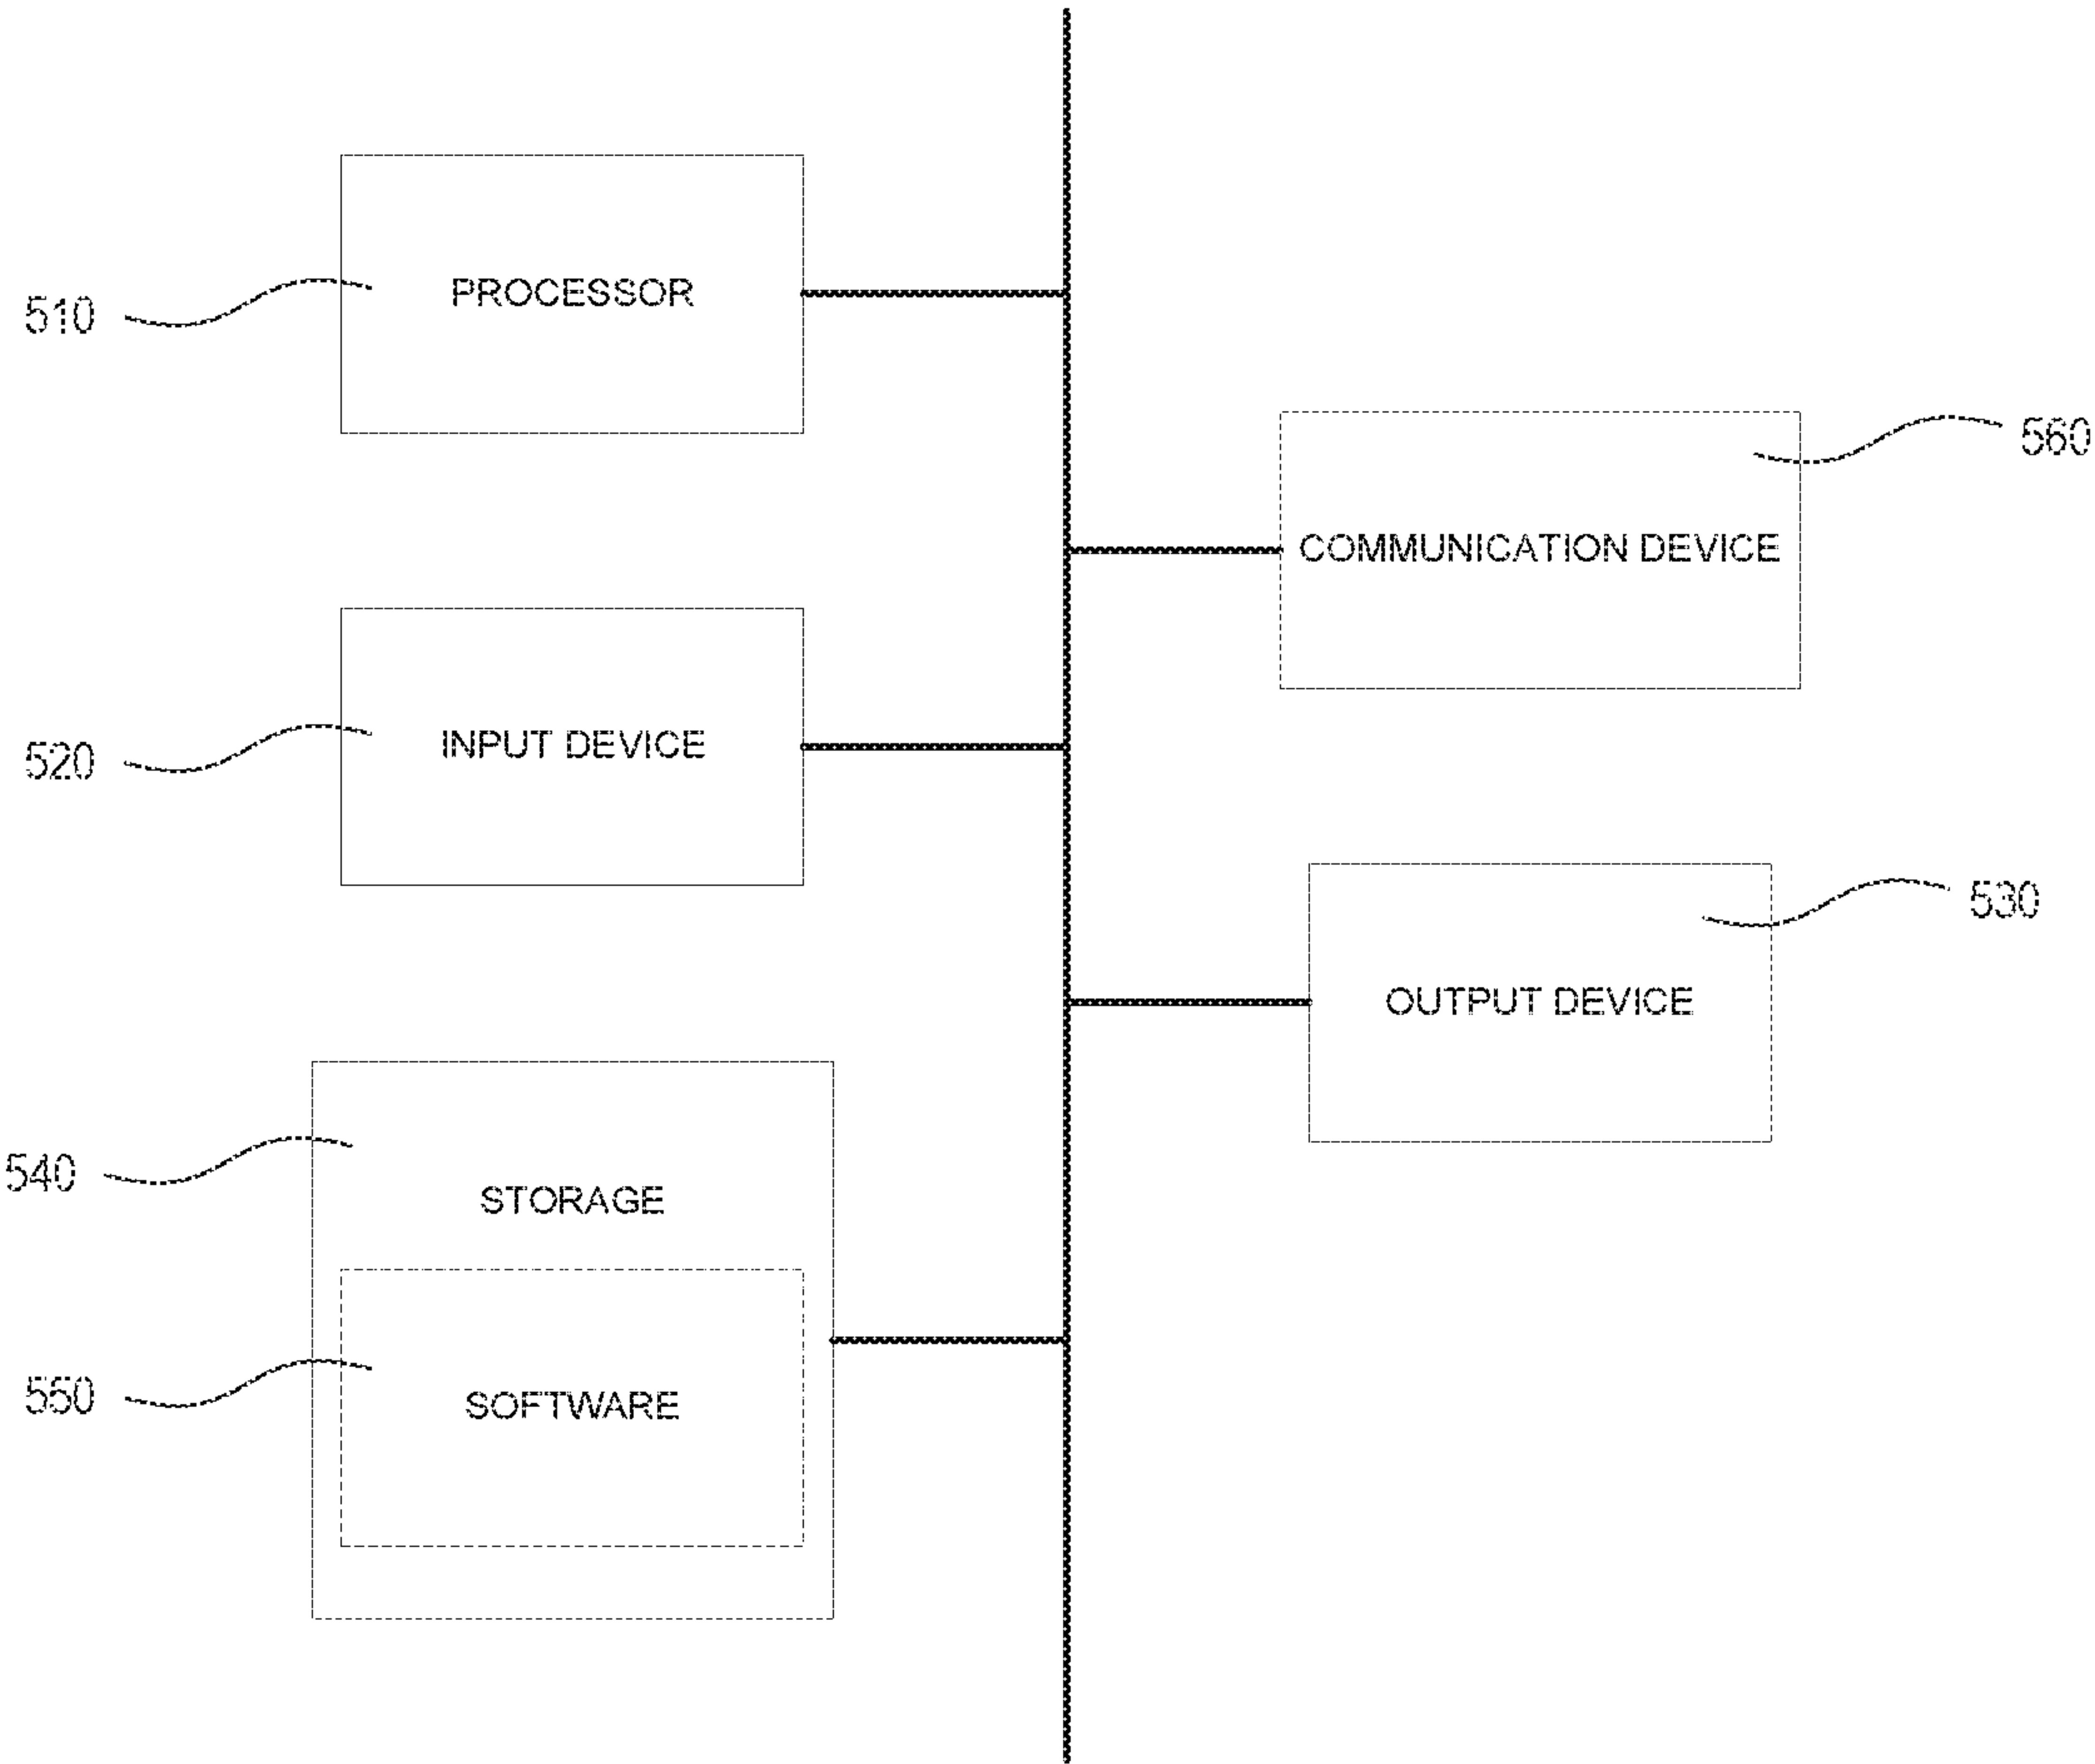 510
PROCESSOR
560
COMMUNICATION DEVICE
520
INPUT DEVICE
530
OUTPUT DEVICE
540
STORAGE
550
SOFTWARE